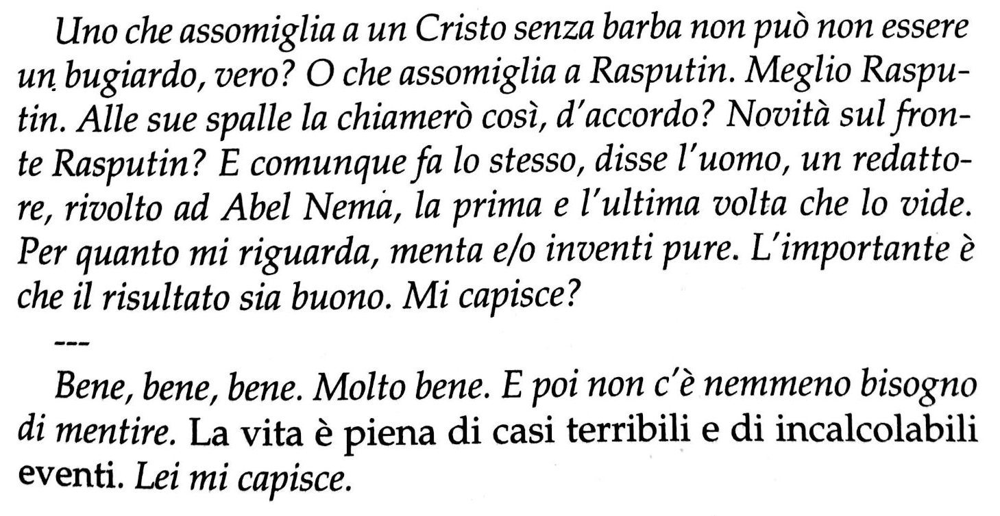 Uno che assomiglia a un Cristo senza barba non può non essere
un bugiardo, vero? O che assomiglia a Rasputin. Meglio Raspu-
tin. Alle sue spalle la chiamerò così, d'accordo? Novità sul fron-
te Rasputin? E comunque fa lo stesso, disse l'uomo, un redatto-
re, rivolto ad Abel Nema, la prima e l'ultima volta che lo vide.
Per quanto mi riguarda, menta e/o inventi pure. L'importante è
che il risultato sia buono. Mi capisce?
---
Bene, bene, bene. Molto bene. E poi non c'è nemmeno bisogno
di mentire. La vita è piena di casi terribili e di incalcolabili
eventi. Lei mi capisce.